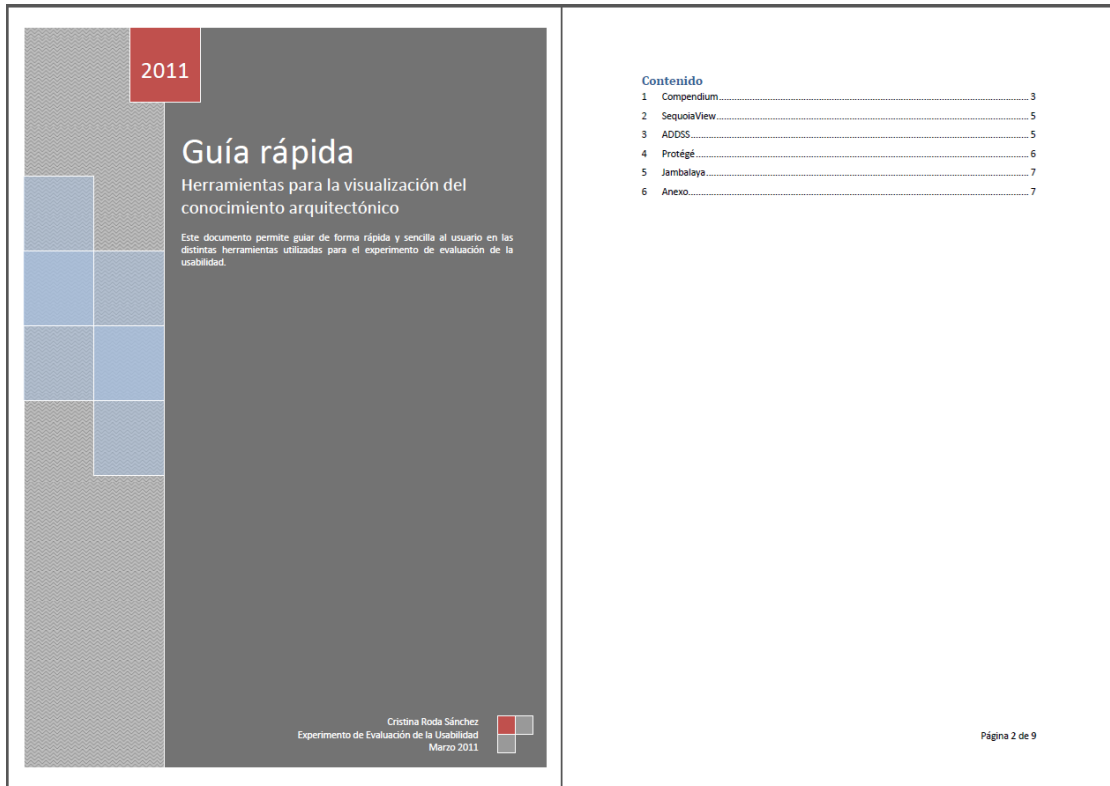 2011
Guía rápida
Herramientas para la visualización del
conocimiento arquitectónico
Este documento permite guiar de forma rápida y sencilla al usuario en las
distintas herramientas utilizadas para el experimento de evaluación de la
usabilidad.
Cristina Roda Sánchez
Experimento de Evaluación de la Usabilidad
Marzo 2011
Contenido
1 Compendium 3
2 SequoiaView 5
3 ADDSS 5
4 Protégé 6
5 Jambalaya 7
6 Anexo 7
Página 2 de 9